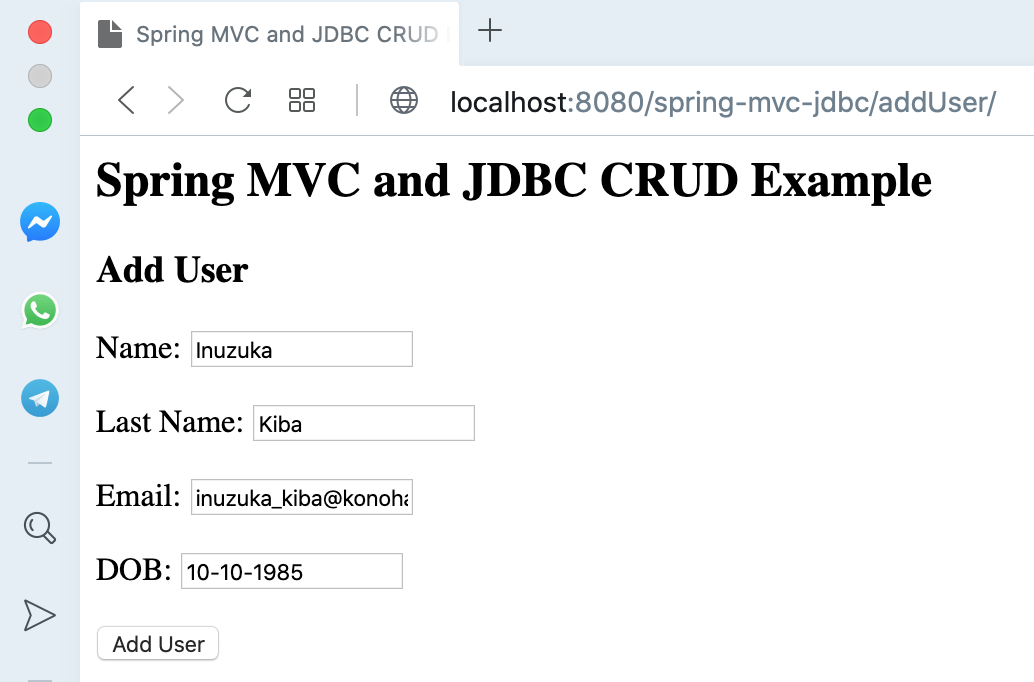 Spring MVC and JDBC CRUD
localhost:8080/spring-mvc-jdbc/addUser/
Spring MVC and JDBC CRUD Example
Add User
Name: Inuzuka
Last Name: Kiba
Email: inuzuka_kiba@konoha
DOB: 10-10-1985
Add User